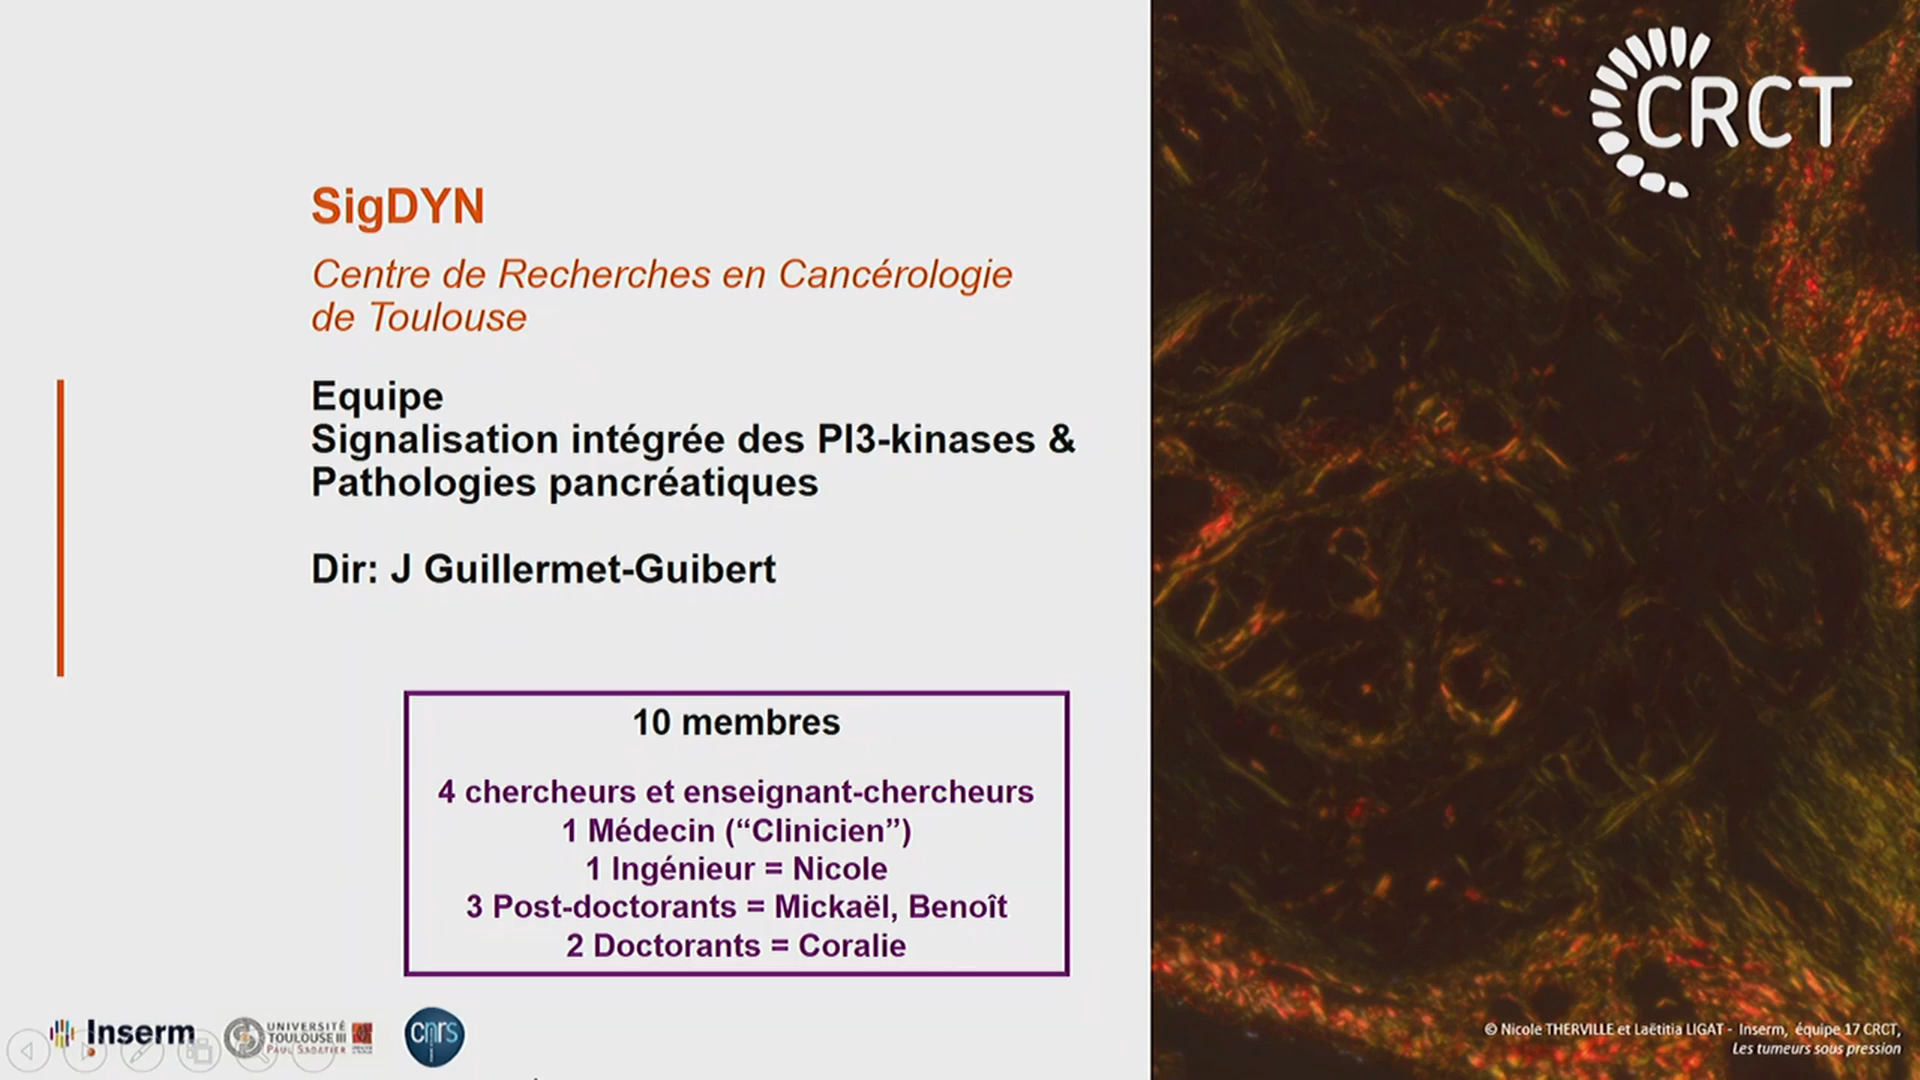 CRCT
SigDYN
Centre de Recherches en Cancérologie
de Toulouse
Equipe
Signalisation intégrée des PI3-kinases &
Pathologies pancréatiques
Dir: J Guillermet-Guibert
10 membres
4 chercheurs et enseignant-chercheurs
1 Médecin (“Clinicien”)
1 Ingénieur = Nicole
3 Post-doctorants = Mickaël, Benoît
2 Doctorants = Coralie
Inserm
UNIVERSITÉ
TOULOUSE III
PAUL SABATIER
cnrs
© Nicole THERVILLE et Laëtitia LIGAT - Inserm, équipe 17 CRCT,
Les tumeurs sous pression